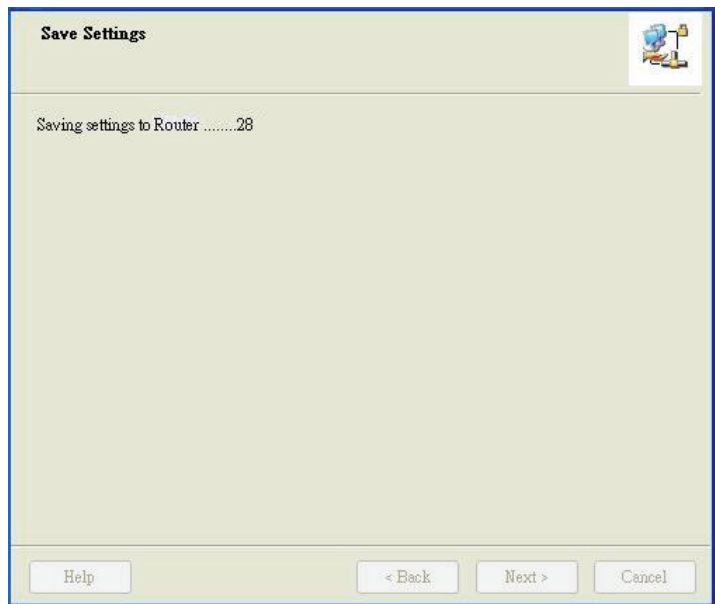 Save Settings
Saving settings to Router ........28
Help
< Back
Next >
Cancel